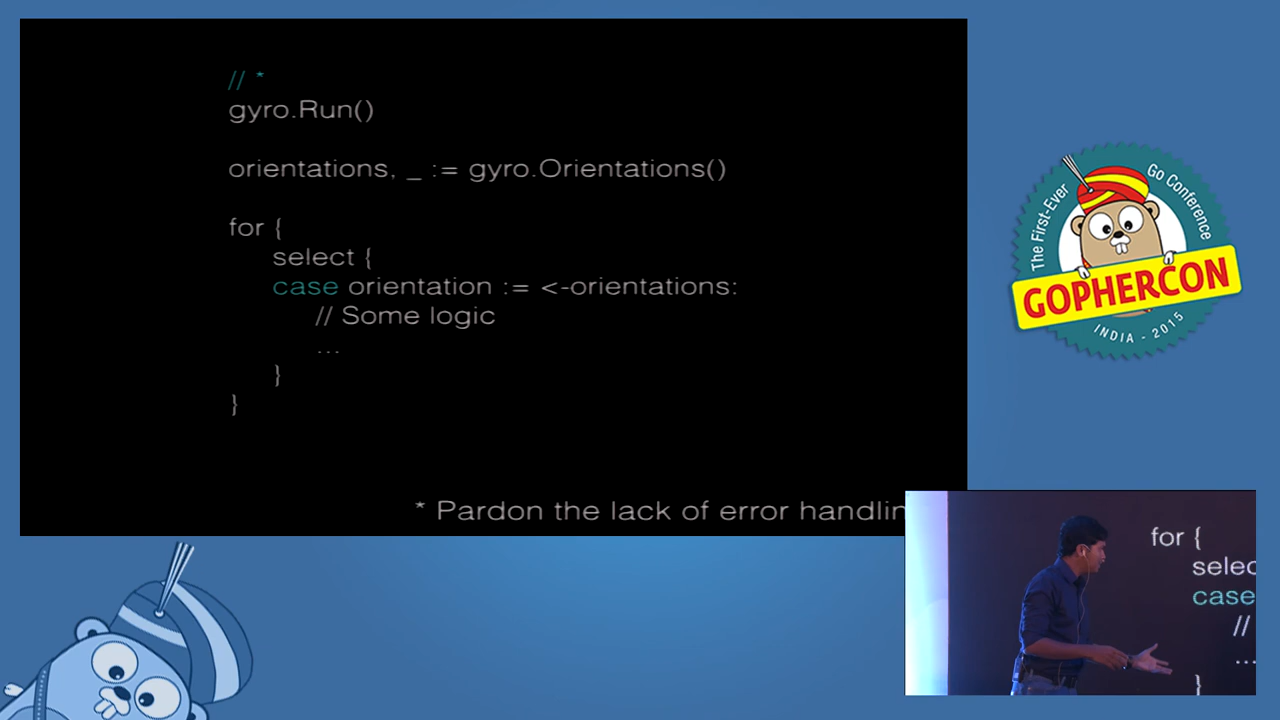 // *
gyro.Run()
orientations, _ := gyro.Orientations()
for {
select {
case orientation := <-orientations:
// Some logic
...
}
}
* Pardon the lack of error handlin
The First-Ever
Go Conference
GOPHERCON
INDIA - 2015
for {
selec
case
//
...
}